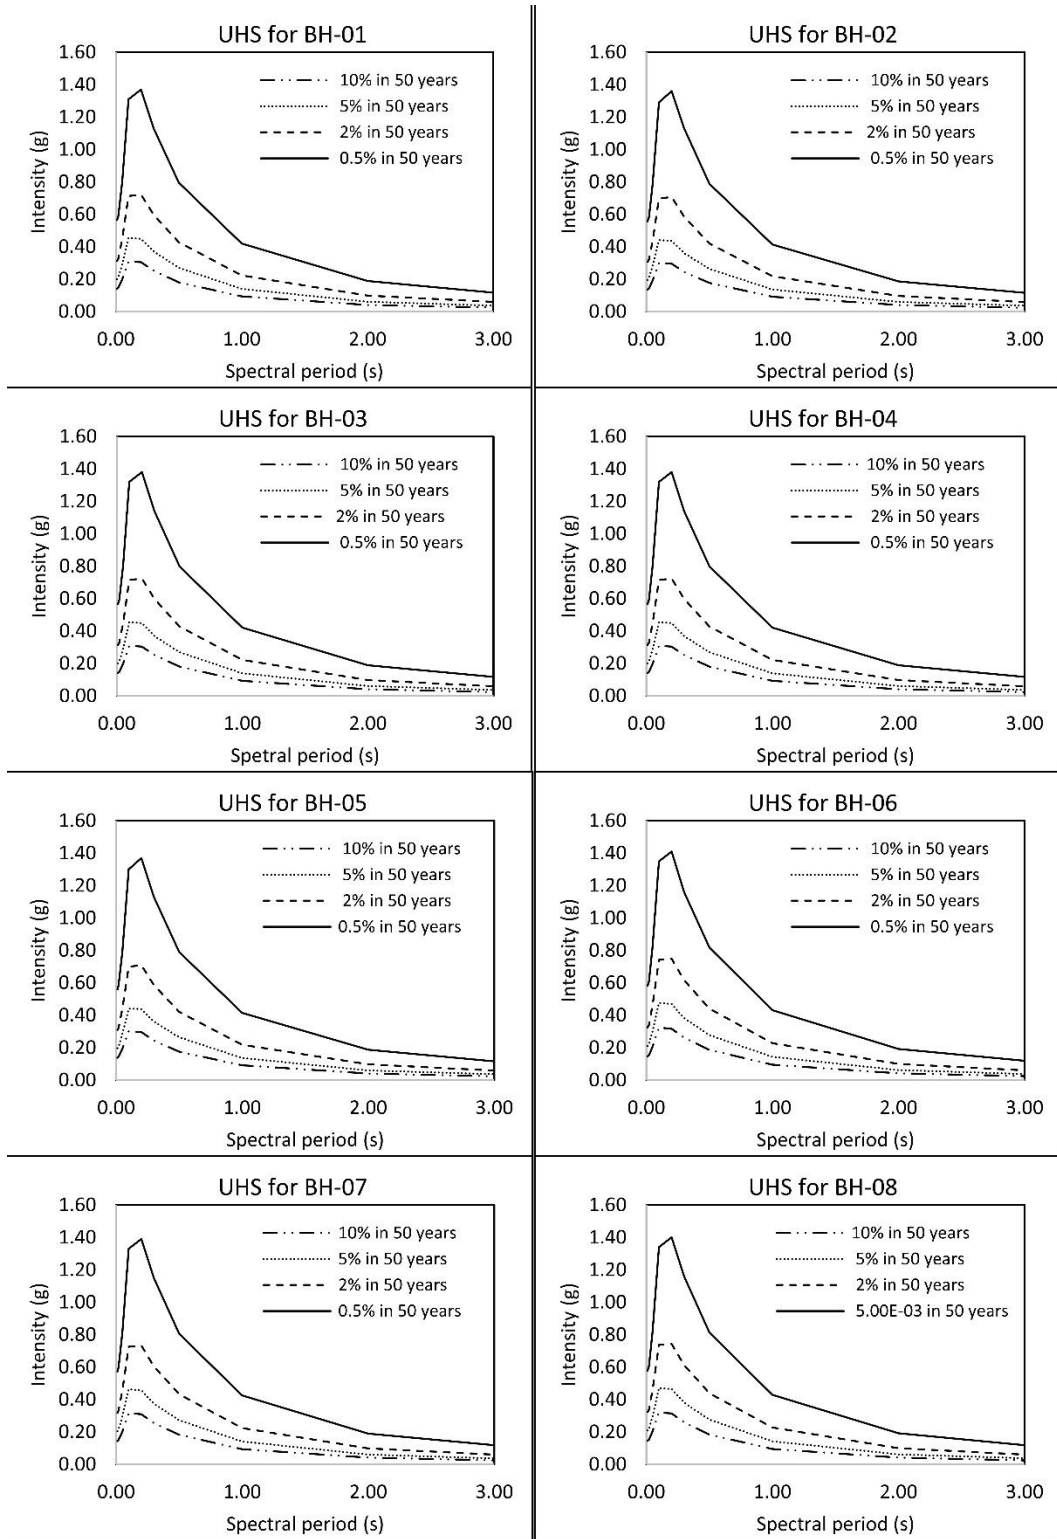 UHS for BH-01
1.60
1.40
1.20
1.00
0.80
0.60
0.40
0.20
0.00
Intensity (g)
10% in 50 years
5% in 50 years
2% in 50 years
0.5% in 50 years
0.00 1.00 2.00 3.00
Spectral period (s)
UHS for BH-02
1.60
1.40
1.20
1.00
0.80
0.60
0.40
0.20
0.00
Intensity (g)
10% in 50 years
5% in 50 years
2% in 50 years
0.5% in 50 years
0.00 1.00 2.00 3.00
Spectral period (s)
UHS for BH-03
1.60
1.40
1.20
1.00
0.80
0.60
0.40
0.20
0.00
Intensity (g)
10% in 50 years
5% in 50 years
2% in 50 years
0.5% in 50 years
0.00 1.00 2.00 3.00
Spetral period (s)
UHS for BH-04
1.60
1.40
1.20
1.00
0.80
0.60
0.40
0.20
0.00
Intensity (g)
10% in 50 years
5% in 50 years
2% in 50 years
0.5% in 50 years
0.00 1.00 2.00 3.00
Spectral period (s)
UHS for BH-05
1.60
1.40
1.20
1.00
0.80
0.60
0.40
0.20
0.00
Intensity (g)
10% in 50 years
5% in 50 years
2% in 50 years
0.5% in 50 years
0.00 1.00 2.00 3.00
Spectral period (s)
UHS for BH-06
1.60
1.40
1.20
1.00
0.80
0.60
0.40
0.20
0.00
Intensity (g)
10% in 50 years
5% in 50 years
2% in 50 years
0.5% in 50 years
0.00 1.00 2.00 3.00
Spectral period (s)
UHS for BH-07
1.60
1.40
1.20
1.00
0.80
0.60
0.40
0.20
0.00
Intensity (g)
10% in 50 years
5% in 50 years
2% in 50 years
0.5% in 50 years
0.00 1.00 2.00 3.00
Spectral period (s)
UHS for BH-08
1.60
1.40
1.20
1.00
0.80
0.60
0.40
0.20
0.00
Intensity (g)
10% in 50 years
5% in 50 years
2% in 50 years
5.00E-03 in 50 years
0.00 1.00 2.00 3.00
Spectral period (s)